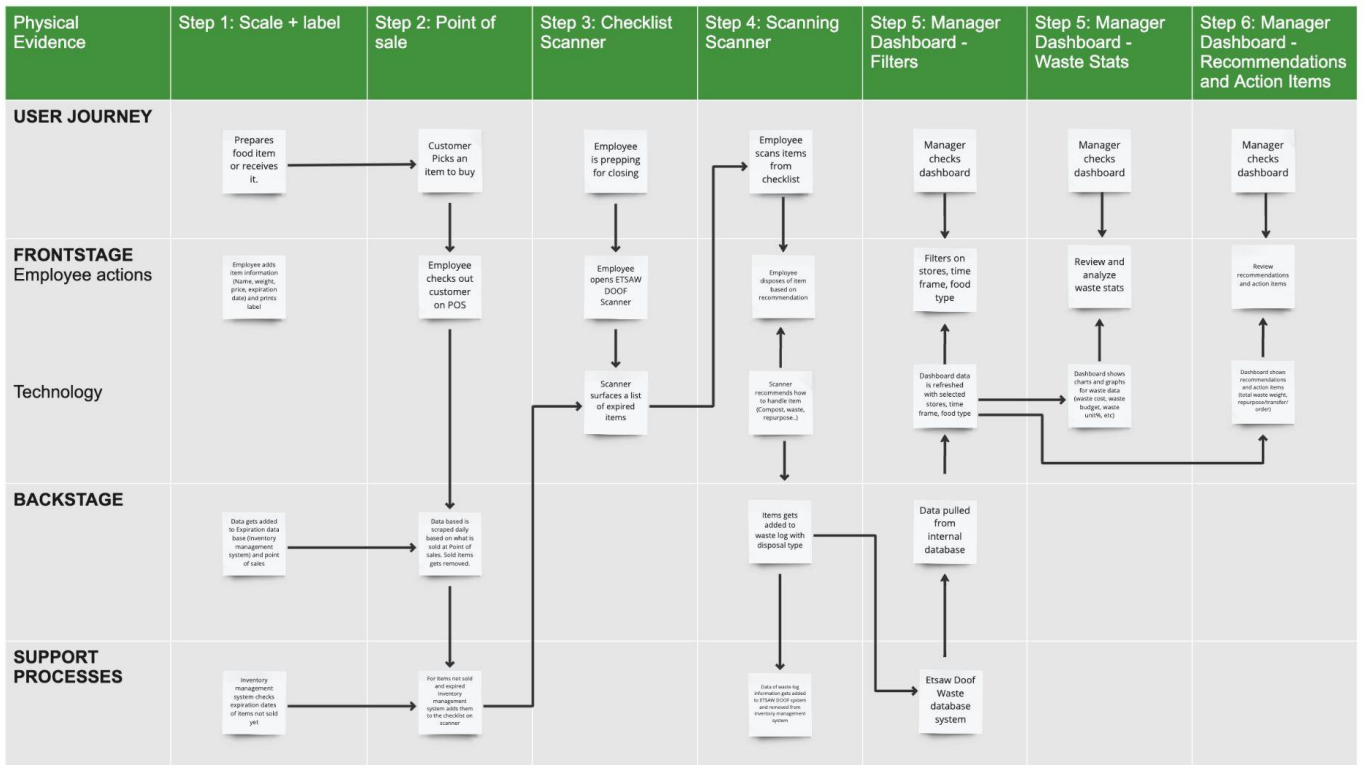 Physical
Evidence
Step 1: Scale + label
Step 2: Point of
sale
Step 3: Checklist
Scanner
Step 4: Scanning
Scanner
Step 5: Manager
Dashboard -
Filters
Step 5: Manager
Dashboard -
Waste Stats
Step 6: Manager
Dashboard -
Recommendations
and Action Items
USER JOURNEY
Prepares
food item
or receives
it.
Customer
Picks an
item to buy
Employee
is prepping
for closing
Employee
scans items
from
checklist
Manager
checks
dashboard
Manager
checks
dashboard
Manager
checks
dashboard
FRONTSTAGE
Employee actions
Employee adds
item information
(Name, weight,
price, expiration
date) and prints
label
Employee
checks out
customer
on POS
Employee
opens ETSAW
DOOF
Scanner
Employee
disposes of item
based on
recommendation
Filters on
stores, time
frame, food
type
Review and
analyze
waste stats
Review
recommendations
and action items
Technology
Scanner
surfaces a list
of expired
items
Scanner
recommends how
to handle item
(Compost, waste,
repurpose..)
Dashboard data
is refreshed
with selected
stores, time
frame, food type
Dashboard shows
charts and graphs
for waste data
(waste cost, waste
budget, waste
unit%, etc)
Dashboard shows
recommendations
and action items
(total waste weight,
repurpose/transfer/
order)
BACKSTAGE
Data gets added
to Expiration data
base (Inventory
management
system) and point
of sales
Data based is
scraped daily
based on what is
sold at Point of
sales. Sold items
gets removed.
Items gets
added to
waste log with
disposal type
Data pulled
from
internal
database
SUPPORT
PROCESSES
Inventory
management
system checks
expiration dates
of items not sold
yet
For items not sold
and expired
inventory
management
system adds them
to the checklist on
scanner
Data of waste-log
information gets added
to ETSAW DOOF system
and removed from
inventory management
system
Etsaw Doof
Waste
database
system